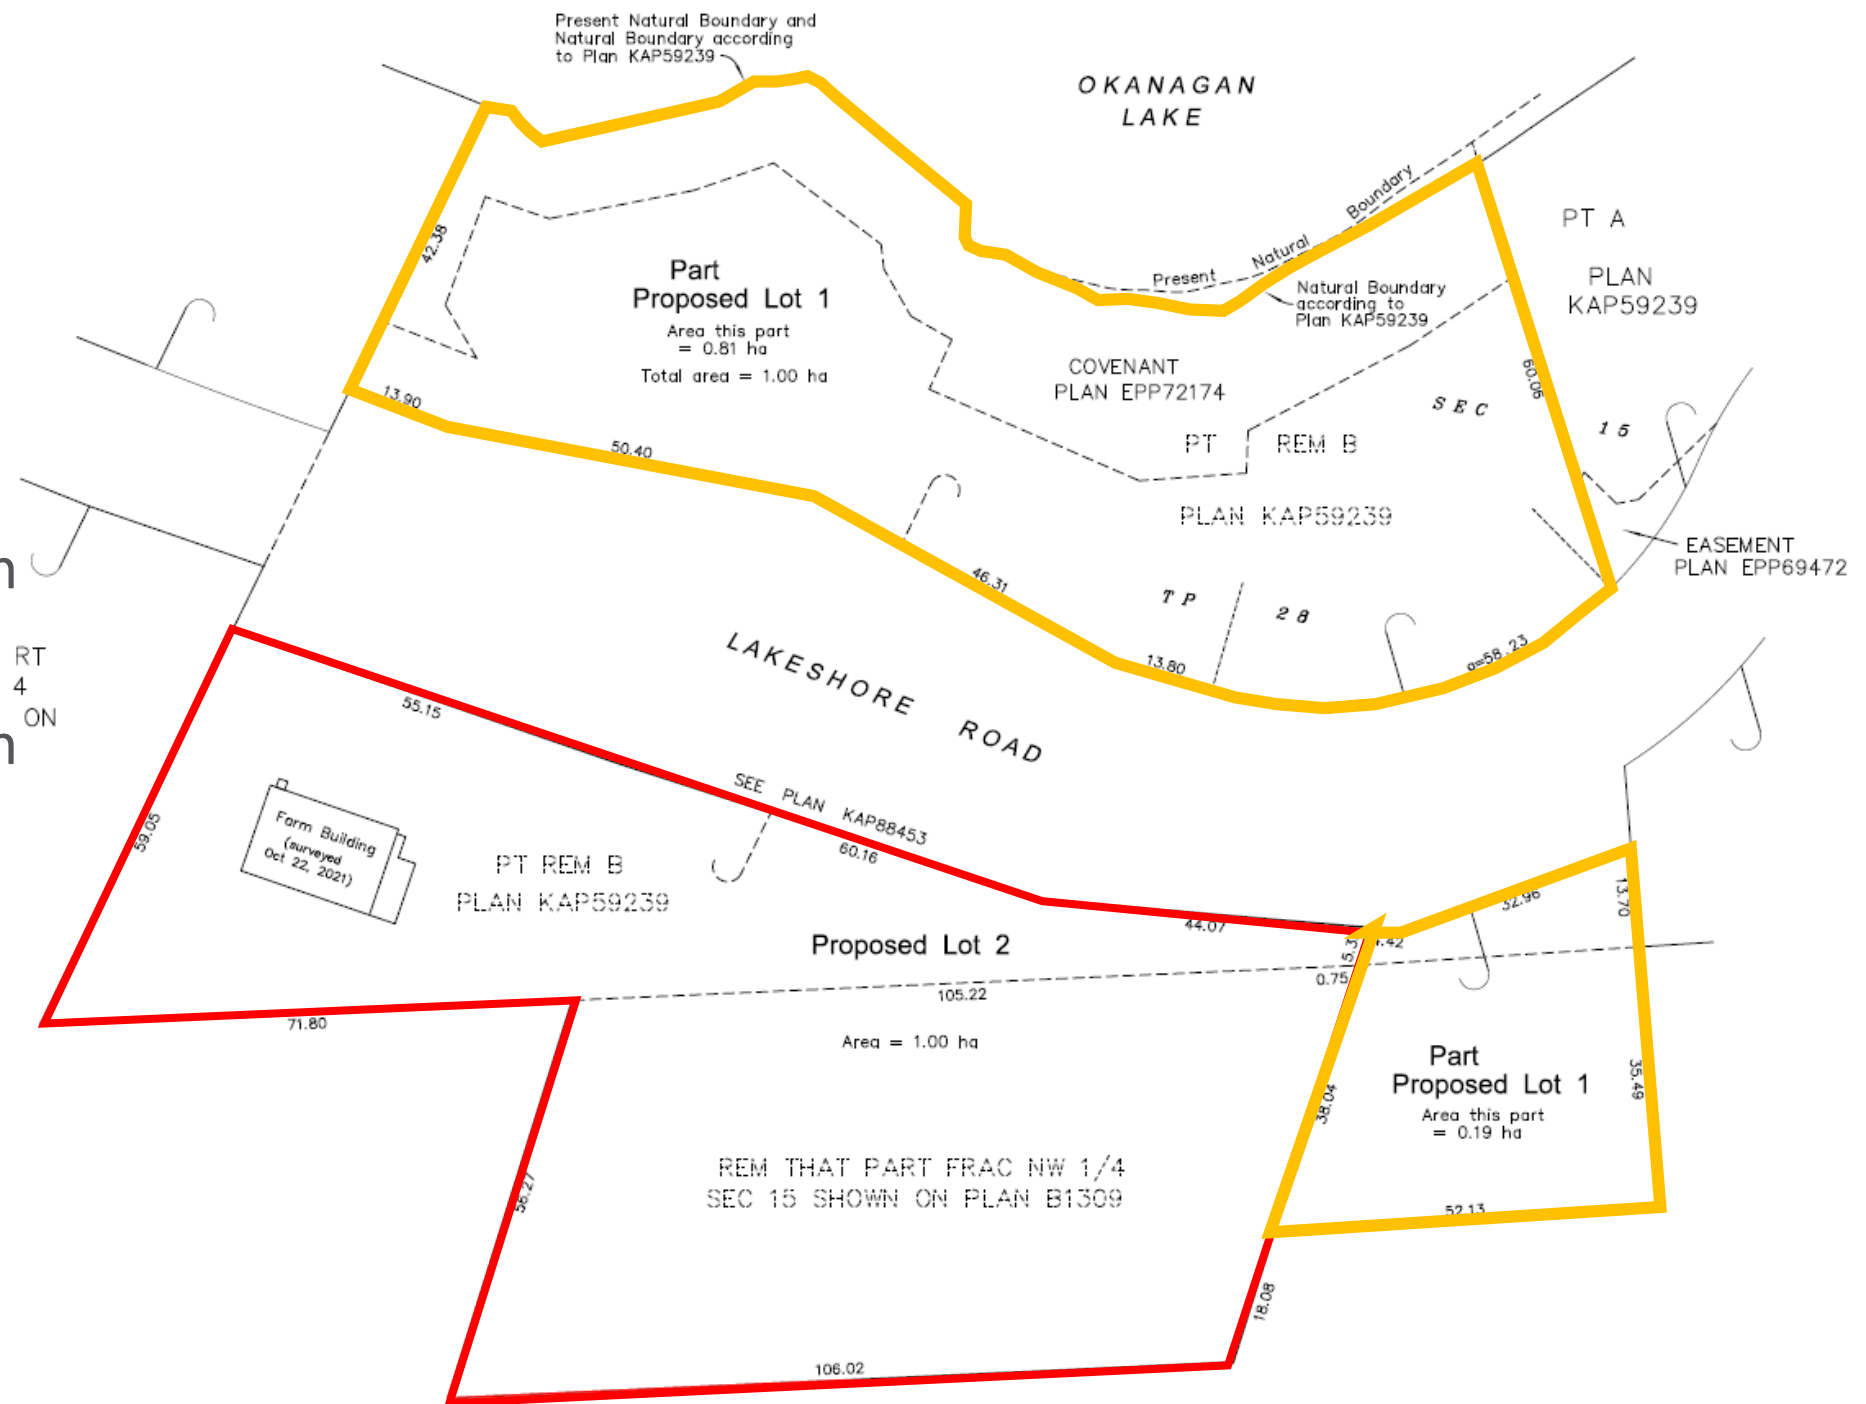 Present Natural Boundary and
Natural Boundary according
to Plan KAP59239
OKANAGAN
LAKE
Boundary
Natural
Present
PT A
PLAN
KAP59239
Natural Boundary
according to
Plan KAP59239
42.38
Part
Proposed Lot 1
Area this part
= 0.81 ha
Total area = 1.00 ha
COVENANT
PLAN EPP72174
60.06
SEC
15
13.90
50.40
PT REM B
PLAN KAP59239
EASEMENT
PLAN EPP69472
46.31
TP 28
13.80
a=58.23
n
RT
4
ON
n
LAKESHORE ROAD
55.15
SEE PLAN KAP88453
60.16
59.05
Farm Building
(surveyed
Oct 22, 2021)
PT REM B
PLAN KAP59239
Proposed Lot 2
44.07
32.96
13.70
0.75
105.22
71.80
Area = 1.00 ha
Part
Proposed Lot 1
Area this part
= 0.19 ha
35.49
38.04
REM THAT PART FRAC NW 1/4
SEC 15 SHOWN ON PLAN B1309
52.13
18.08
106.02